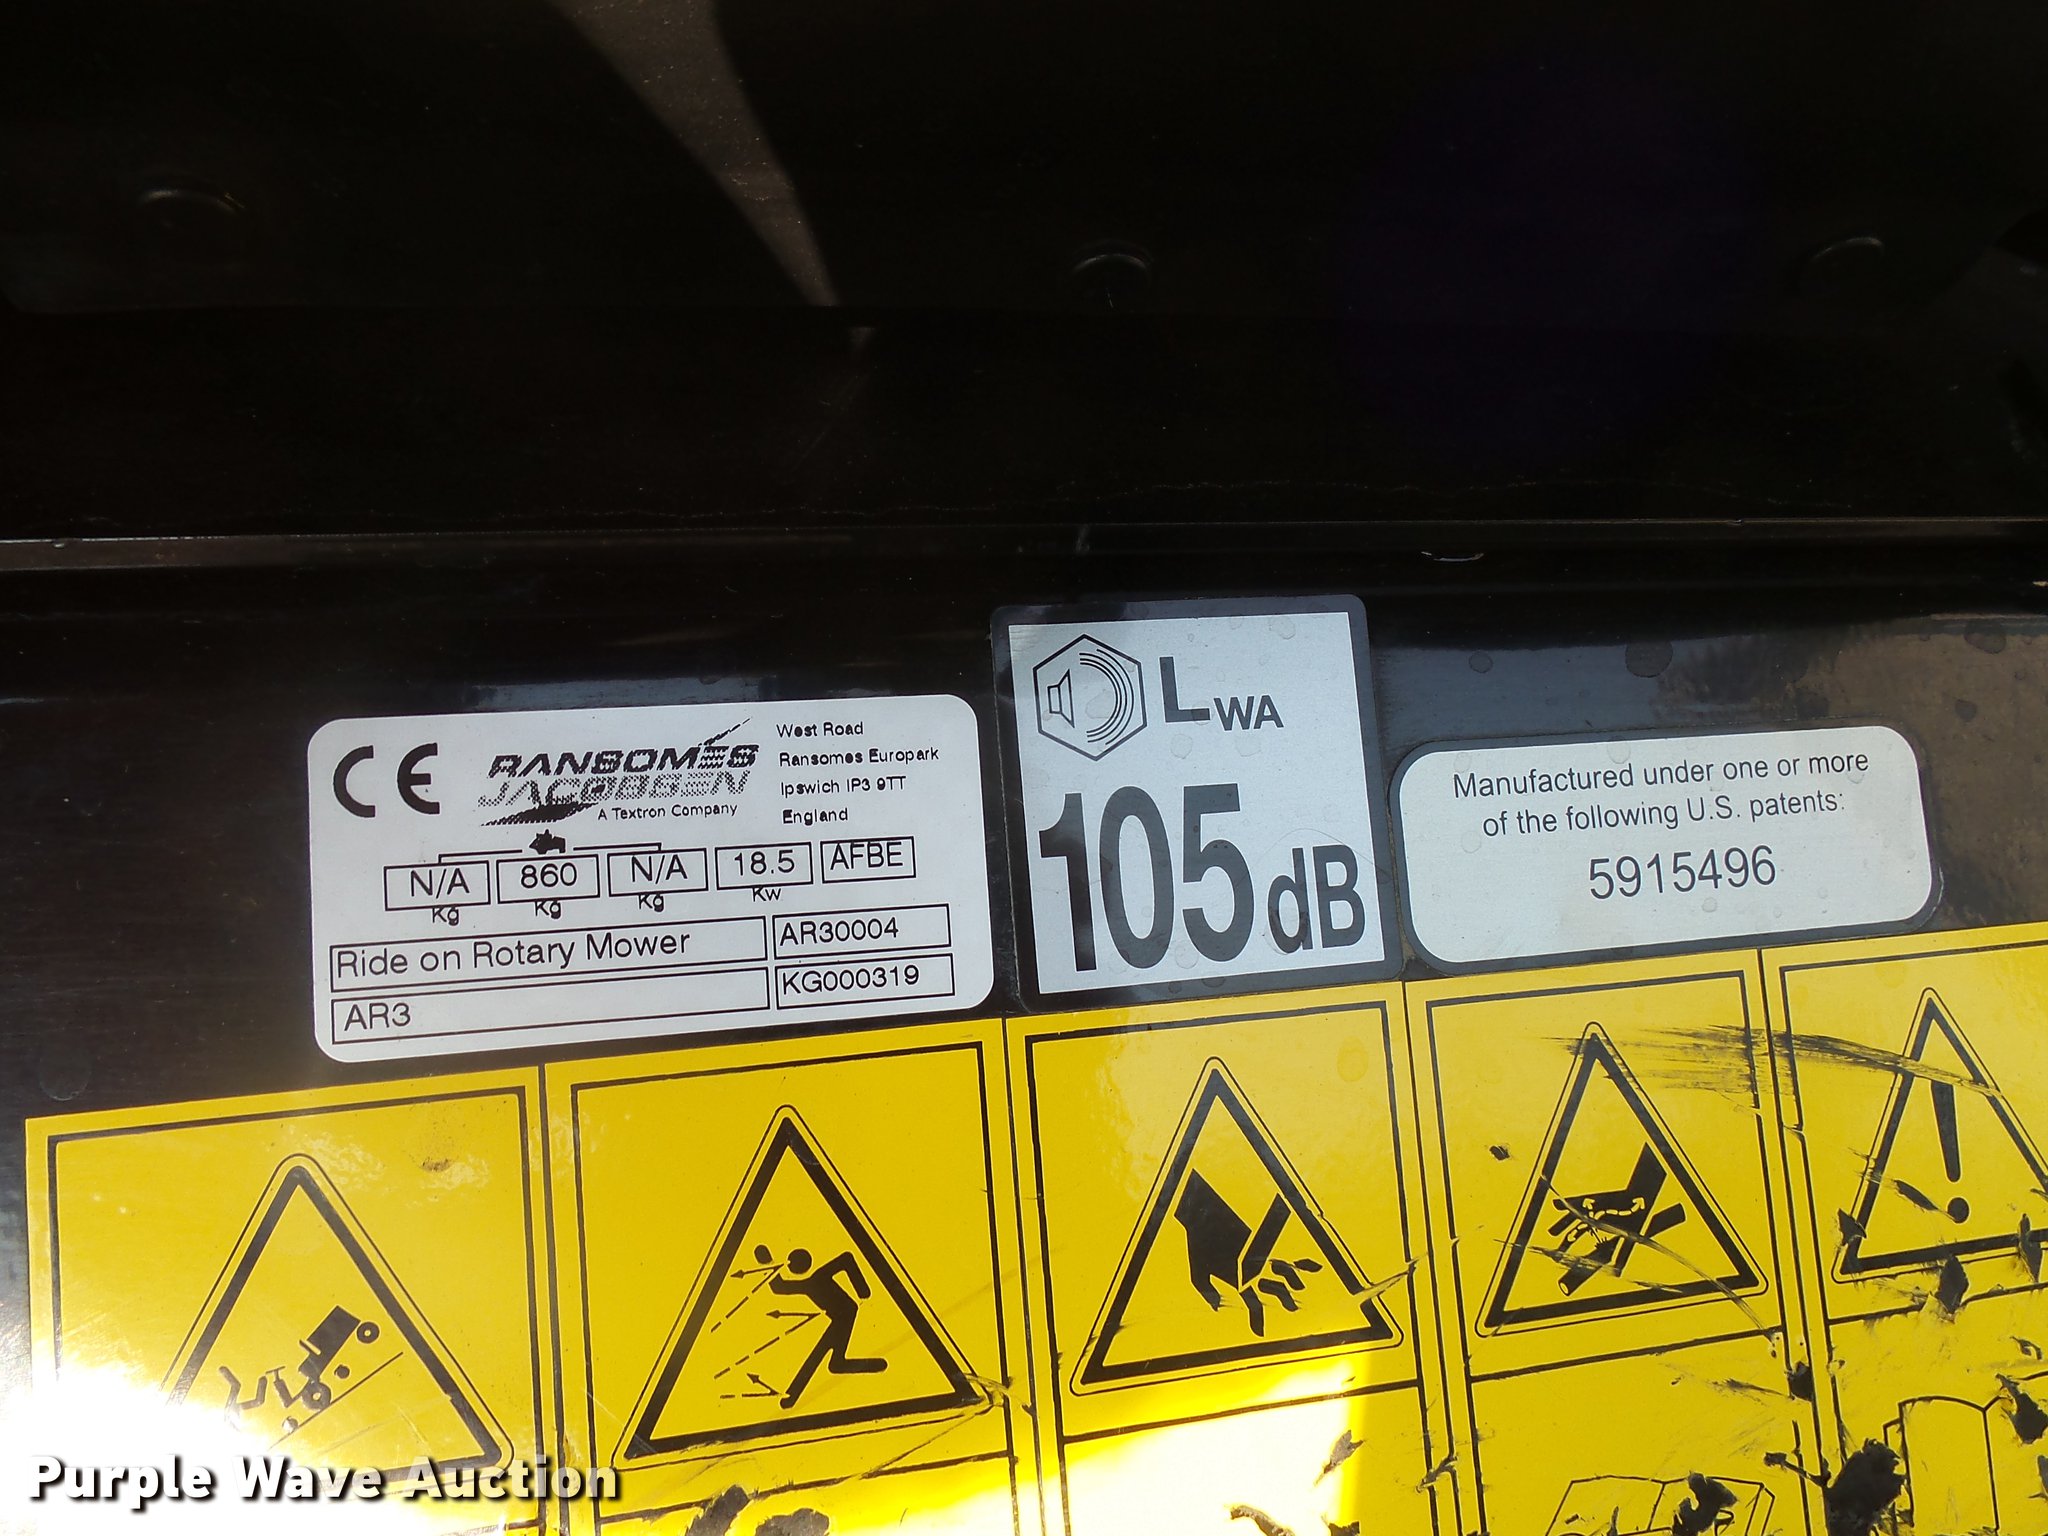 CE
RANSOMES
JACOBSEN
A Textron Company
West Road
Ransomes Europark
Ipswich IP3 9TT
England
N/A 860 N/A 18.5 AFBE
Kg Kg Kg Kw
Ride on Rotary Mower AR30004
AR3 KG000319
LWA
105dB
Manufactured under one or more
of the following U.S. patents:
5915496
Purple Wave Auction